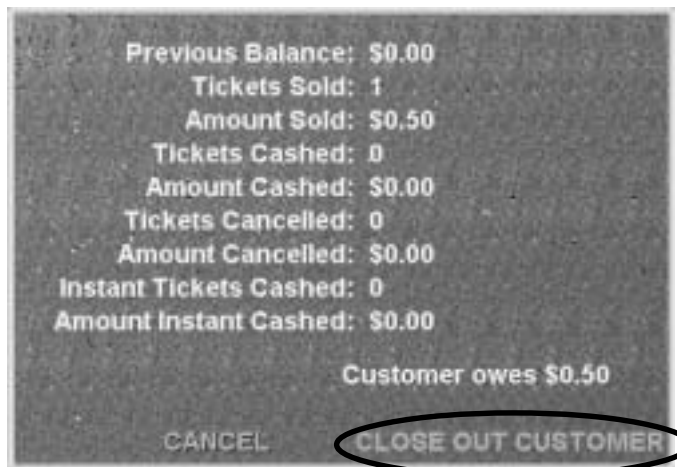 Previous Balance: $0.00
Tickets Sold: 1
Amount Sold: $0.50
Tickets Cashed: 0
Amount Cashed: $0.00
Tickets Cancelled: 0
Amount Cancelled: $0.00
Instant Tickets Cashed: 0
Amount Instant Cashed: $0.00
Customer owes $0.50
CANCEL CLOSE OUT CUSTOMER